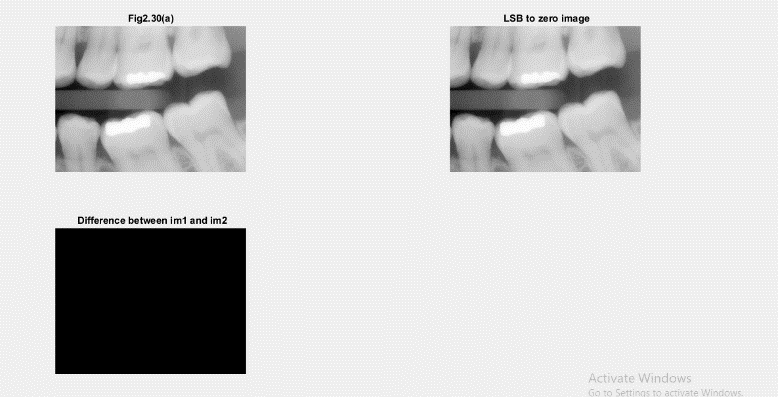 Fig2.30(a)
LSB to zero image
Difference between im1 and im2
Activate Windows
Go to Settings to activate Windows.